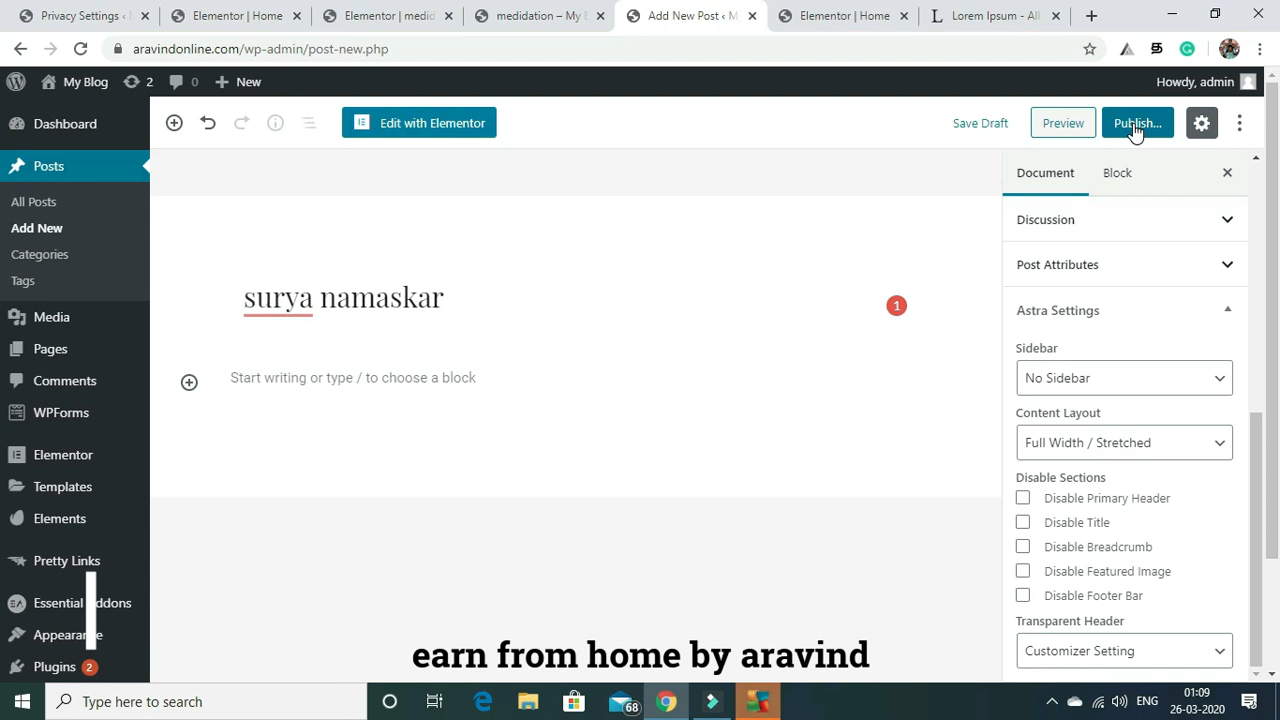 Privacy Settings
Elementor | Home
Elementor | medid
medidation – My E
Add New Post ‹ M
Elementor | Home
Lorem Ipsum - All
aravindonline.com/wp-admin/post-new.php
My Blog
2
0
New
Howdy, admin
Dashboard
Edit with Elementor
Save Draft
Preview
Publish...
Posts
All Posts
Add New
Categories
Tags
Media
Pages
Comments
WPForms
Elementor
Templates
Elements
Pretty Links
Essential Addons
Appearance
Plugins 2
surya namaskar
1
Start writing or type / to choose a block
Document
Block
Discussion
Post Attributes
Astra Settings
Sidebar
No Sidebar
Content Layout
Full Width / Stretched
Disable Sections
Disable Primary Header
Disable Title
Disable Breadcrumb
Disable Featured Image
Disable Footer Bar
Transparent Header
Customizer Setting
earn from home by aravind
Type here to search
68
ENG
01:09
26-03-2020